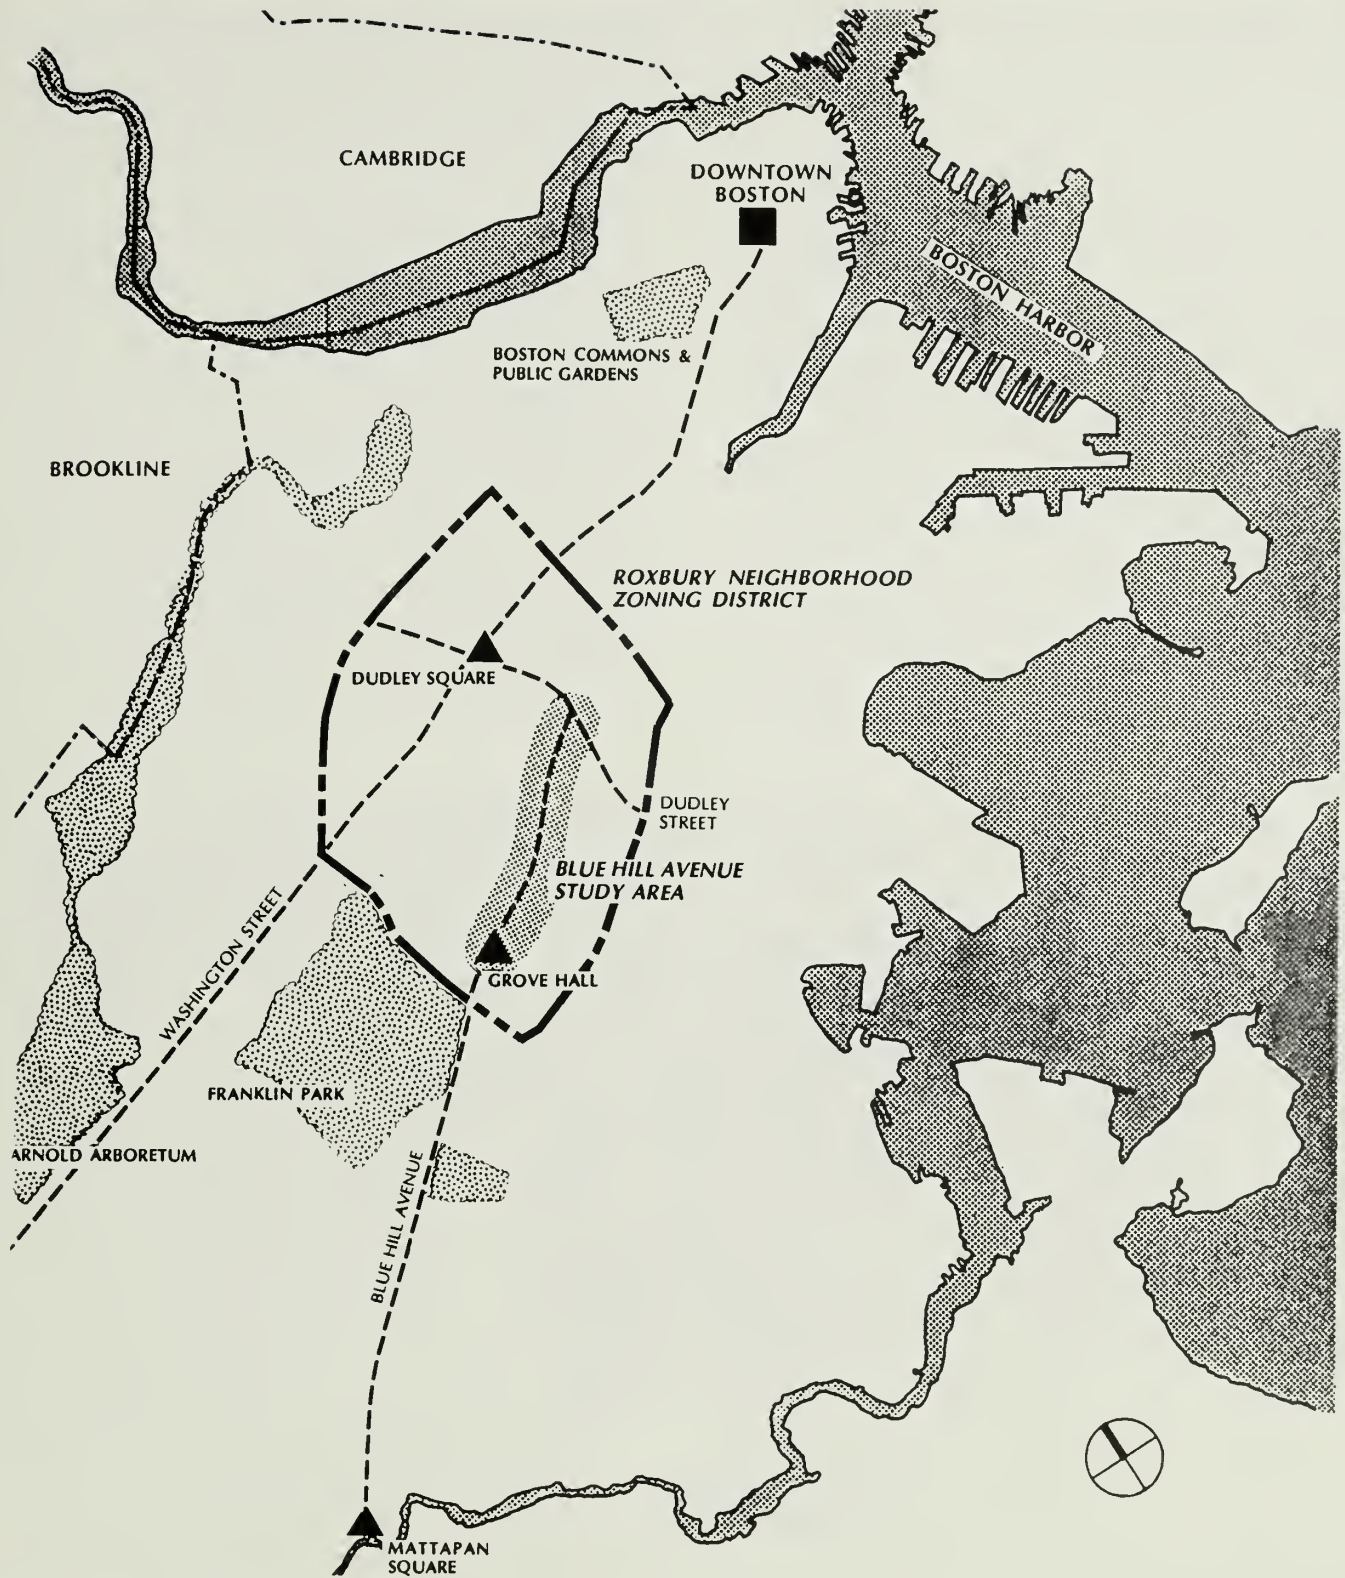 CAMBRIDGE
DOWNTOWN
BOSTON
BOSTON HARBOR
BOSTON COMMONS &
PUBLIC GARDENS
BROOKLINE
ROXBURY NEIGHBORHOOD
ZONING DISTRICT
DUDLEY SQUARE
DUDLEY
STREET
BLUE HILL AVENUE
STUDY AREA
WASHINGTON STREET
GROVE HALL
FRANKLIN PARK
ARNOLD ARBORETUM
BLUE HILL AVENUE
MATTAPAN
SQUARE